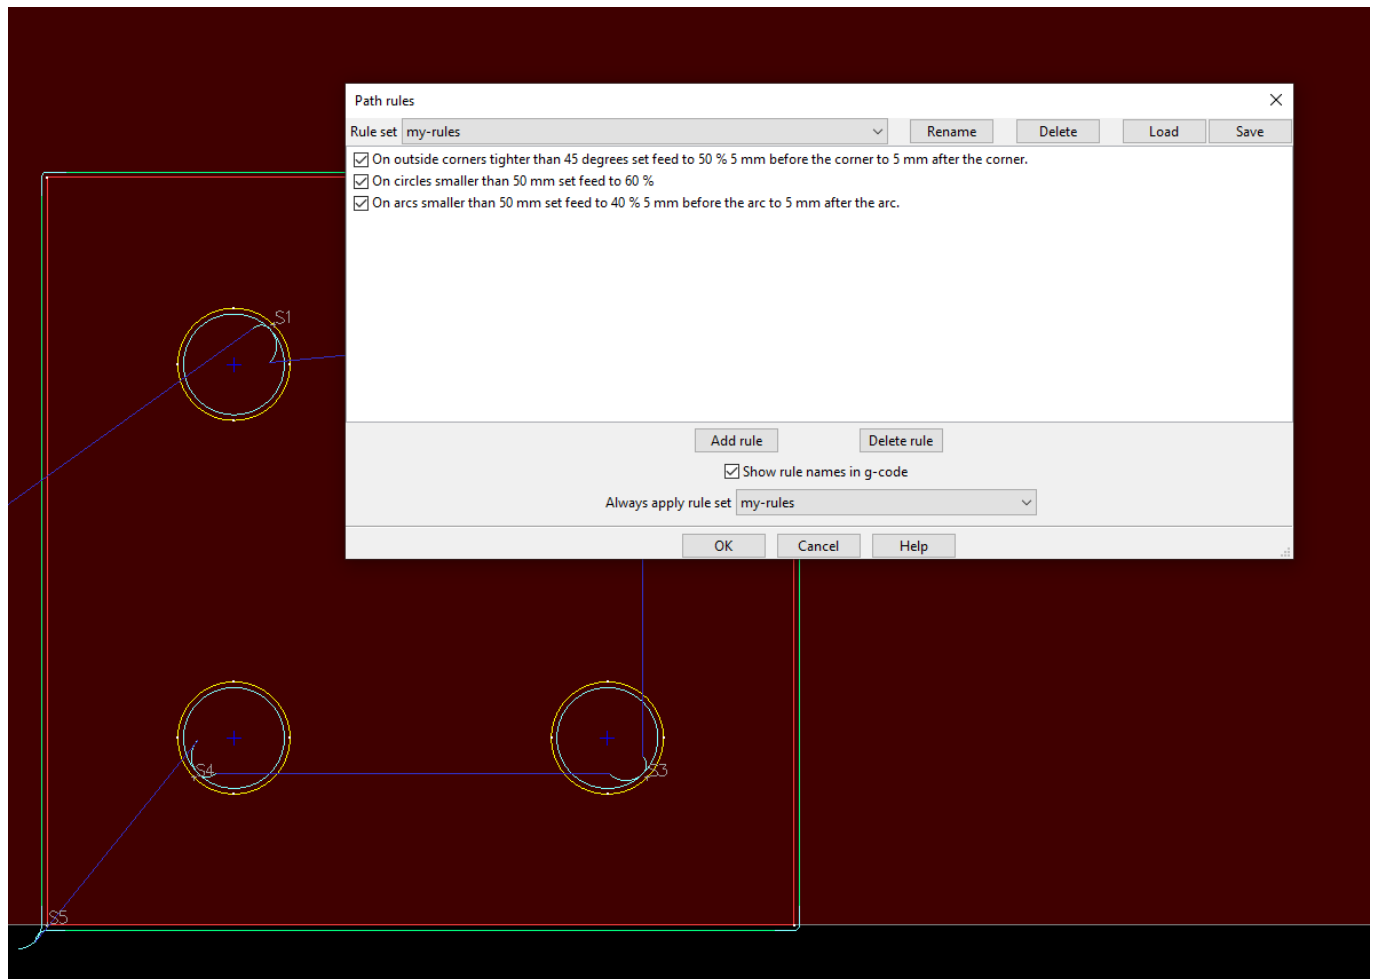 Path rules
Rule set my-rules Rename Delete Load Save
On outside corners tighter than 45 degrees set feed to 50 % 5 mm before the corner to 5 mm after the corner.
On circles smaller than 50 mm set feed to 60 %
On arcs smaller than 50 mm set feed to 40 % 5 mm before the arc to 5 mm after the arc.
S1
Add rule Delete rule
Show rule names in g-code
Always apply rule set my-rules
OK Cancel Help
S4
S3
S5